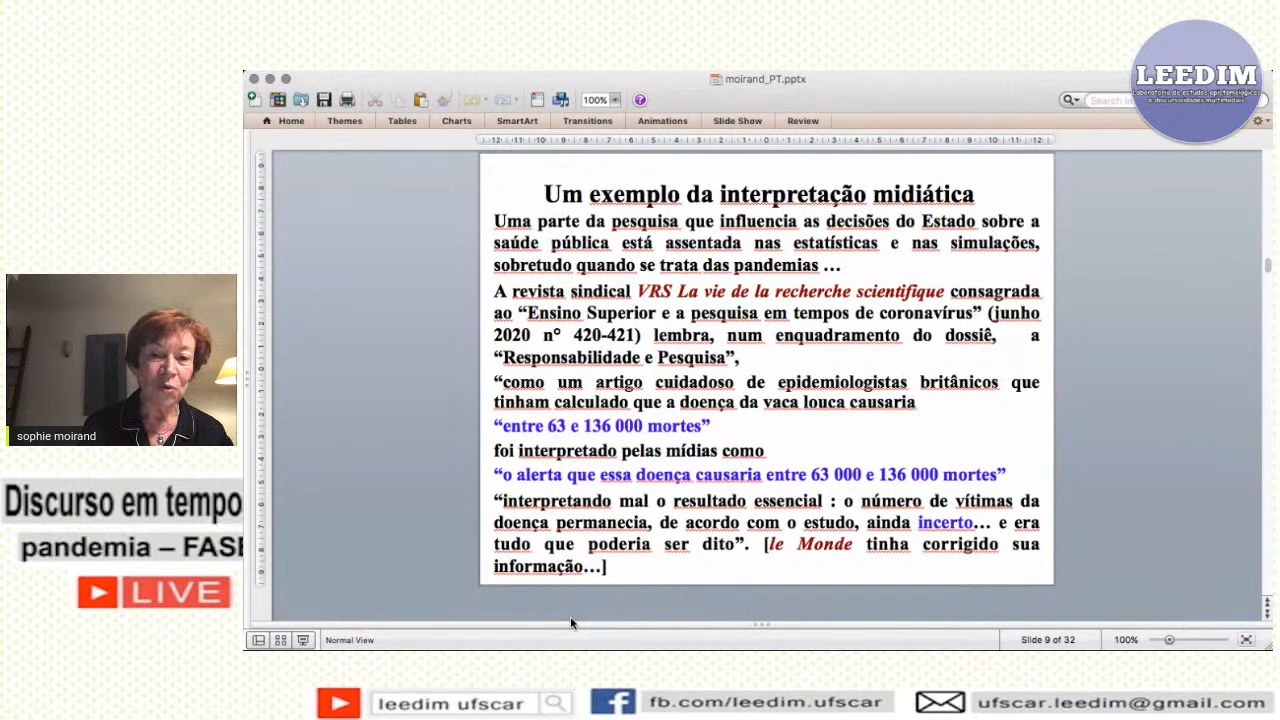 LEEDIM
Laboratório de estudos epistemológicos
e discursividades multimodais
moirand_PT.pptx
100%
Home Themes Tables Charts SmartArt Transitions Animations Slide Show Review
Um exemplo da interpretação midiática
Uma parte da pesquisa que influencia as decisões do Estado sobre a
saúde pública está assentada nas estatísticas e nas simulações,
sobretudo quando se trata das pandemias …
A revista sindical VRS La vie de la recherche scientifique consagrada
ao “Ensino Superior e a pesquisa em tempos de coronavírus” (junho
2020 n° 420-421) lembra, num enquadramento do dossiê, a
“Responsabilidade e Pesquisa”,
“como um artigo cuidadoso de epidemiologistas britânicos que
tinham calculado que a doença da vaca louca causaria
“entre 63 e 136 000 mortes”
foi interpretado pelas mídias como
“o alerta que essa doença causaria entre 63 000 e 136 000 mortes”
“interpretando mal o resultado essencial : o número de vítimas da
doença permanecia, de acordo com o estudo, ainda incerto… e era
tudo que poderia ser dito”. [le Monde tinha corrigido sua
informação…]
sophie moirand
Discurso em tempo
pandemia – FASE
LIVE
Normal View
Slide 9 of 32
100%
leedim ufscar
fb.com/leedim.ufscar
ufscar.leedim@gmail.com